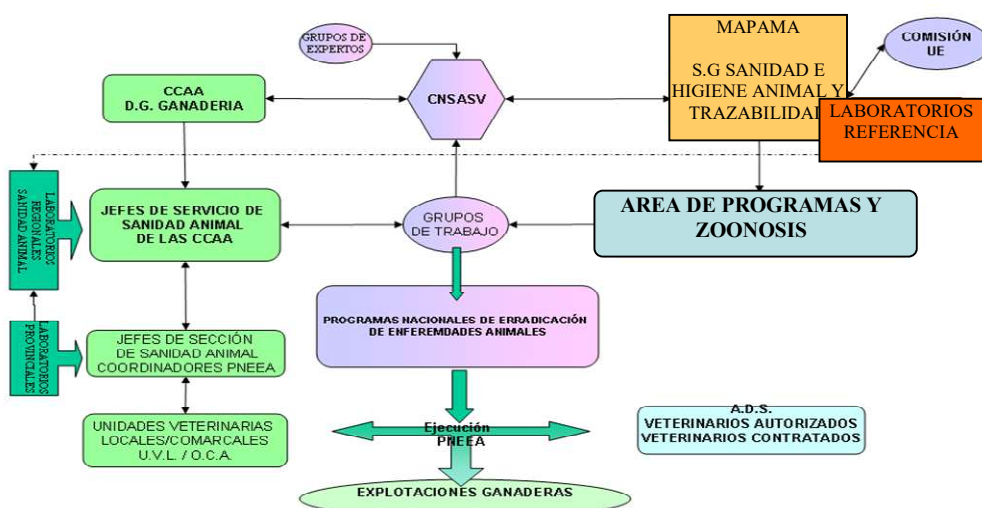 GRUPOS DE
EXPERTOS
MAPAMA
S.G SANIDAD E
HIGIENE ANIMAL Y
TRAZABILIDAD
COMISIÓN
UE
CCAA
D.G. GANADERIA
CNSASV
LABORATORIOS
REFERENCIA
LABORATORIOS
REGIONALES
SANIDAD ANIMAL
JEFES DE SERVICIO DE
SANIDAD ANIMAL
DE LAS CCAA
GRUPOS
DE TRABAJO
AREA DE PROGRAMAS Y
ZOONOSIS
PROGRAMAS NACIONALES DE ERRADICACIÓN
DE ENFEREMDADES ANIMALES
LABORATORIOS
PROVINCIALES
JEFES DE SECCIÓN
DE SANIDAD ANIMAL
COORDINADORES PNEEA
UNIDADES VETERINARIAS
LOCALES/COMARCALES
U.V.L. / O.C.A.
Ejecución
PNEEA
A.D.S.
VETERINARIOS AUTORIZADOS
VETERINARIOS CONTRATADOS
EXPLOTACIONES GANADERAS